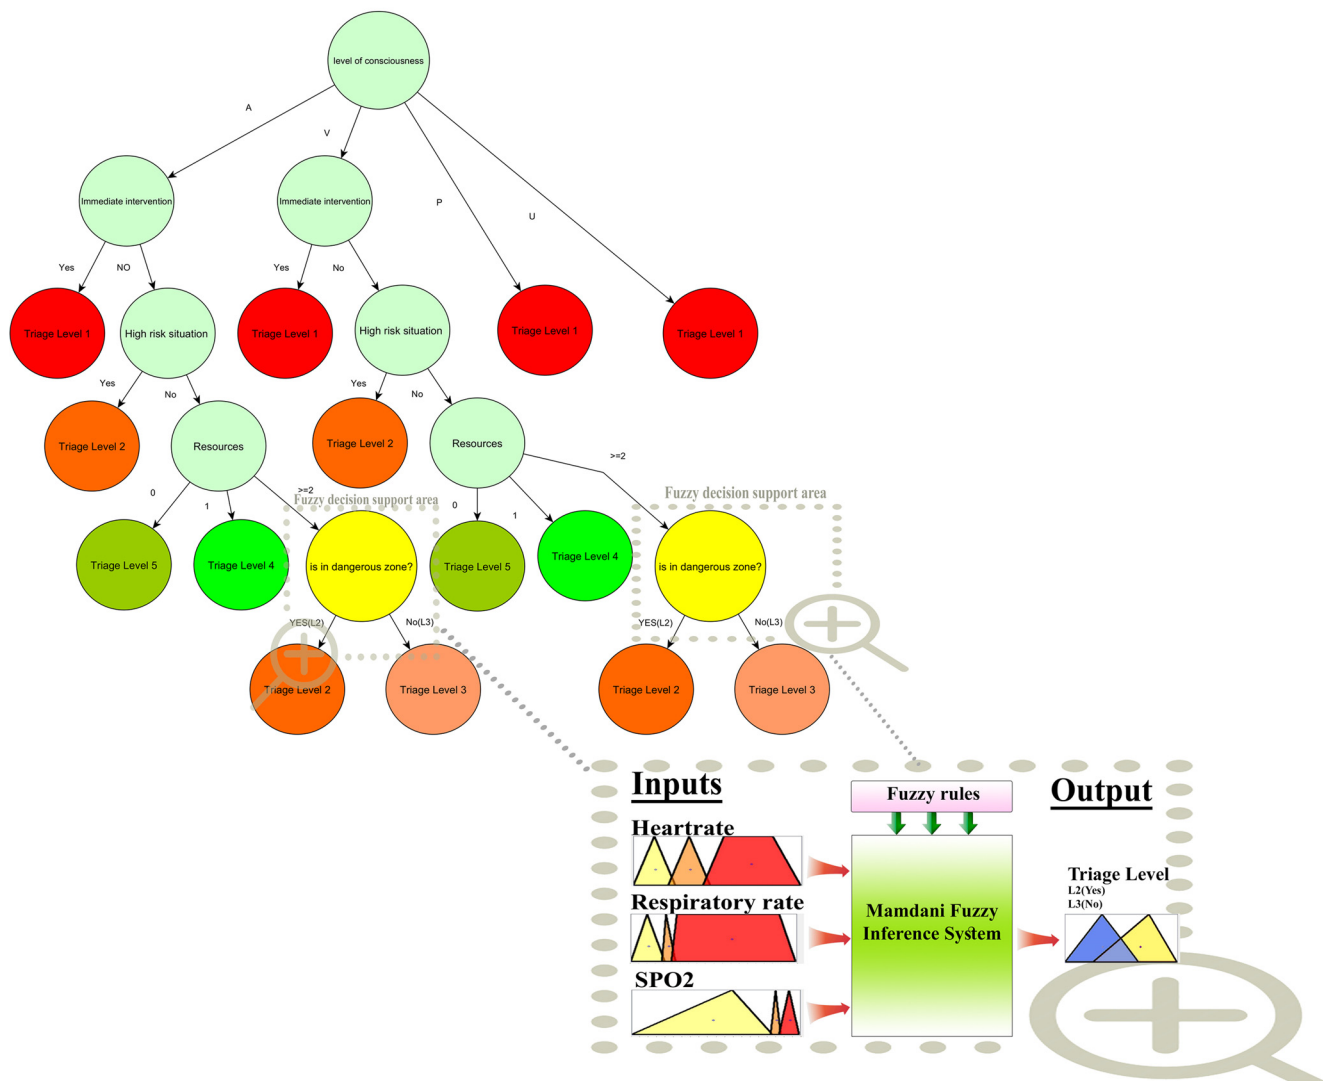 level of consciousness
A
V
P
U
Immediate intervention
Immediate intervention
Yes
NO
Yes
No
Triage Level 1
High risk situation
Triage Level 1
High risk situation
Triage Level 1
Triage Level 1
Yes
No
Yes
No
Triage Level 2
Resources
Triage Level 2
Resources
0
1
>=2
0
1
>=2
Fuzzy decision support area
Fuzzy decision support area
Triage Level 5
Triage Level 4
is in dangerous zone?
Triage Level 5
Triage Level 4
is in dangerous zone?
YES(L2)
No(L3)
YES(L2)
No(L3)
Triage Level 2
Triage Level 3
Triage Level 2
Triage Level 3
Inputs
Fuzzy rules
Output
Heartrate
Respiratory rate
SPO2
Mamdani Fuzzy
Inference System
Triage Level
L2(Yes)
L3(No)